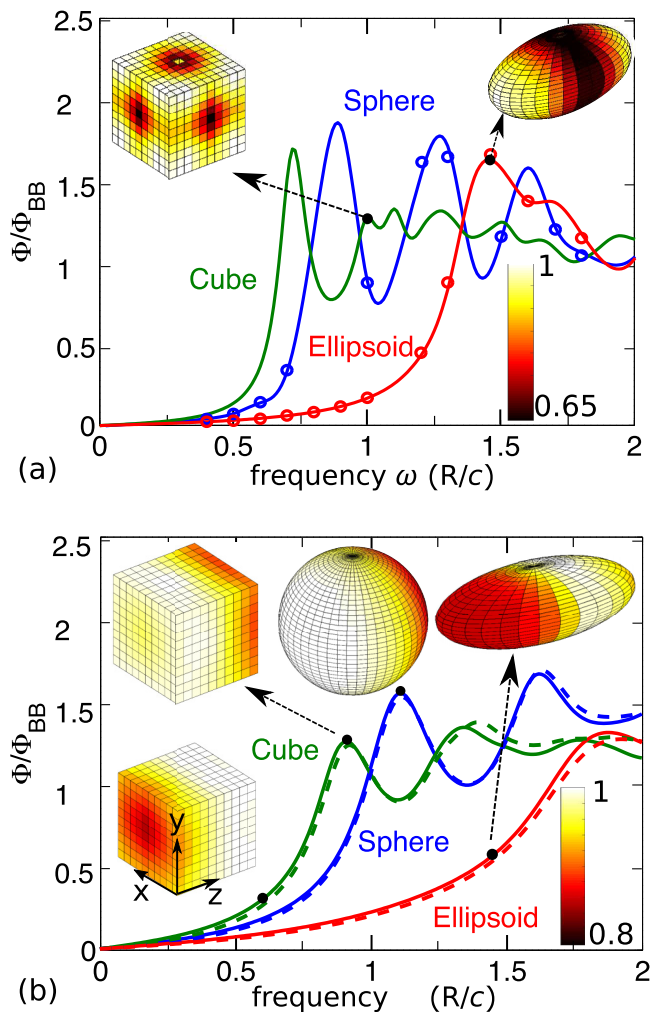 2.5
2
1.5
1
0.5
0
Φ/Φ_BB
Sphere
Cube
Ellipsoid
1
0.65
0
0.5
1
1.5
2
(a)
frequency ω (R/c)
2.5
2
1.5
1
0.5
0
Φ/Φ_BB
Cube
Sphere
Ellipsoid
y
x
z
1
0.8
0
0.5
1
1.5
2
(b)
frequency (R/c)